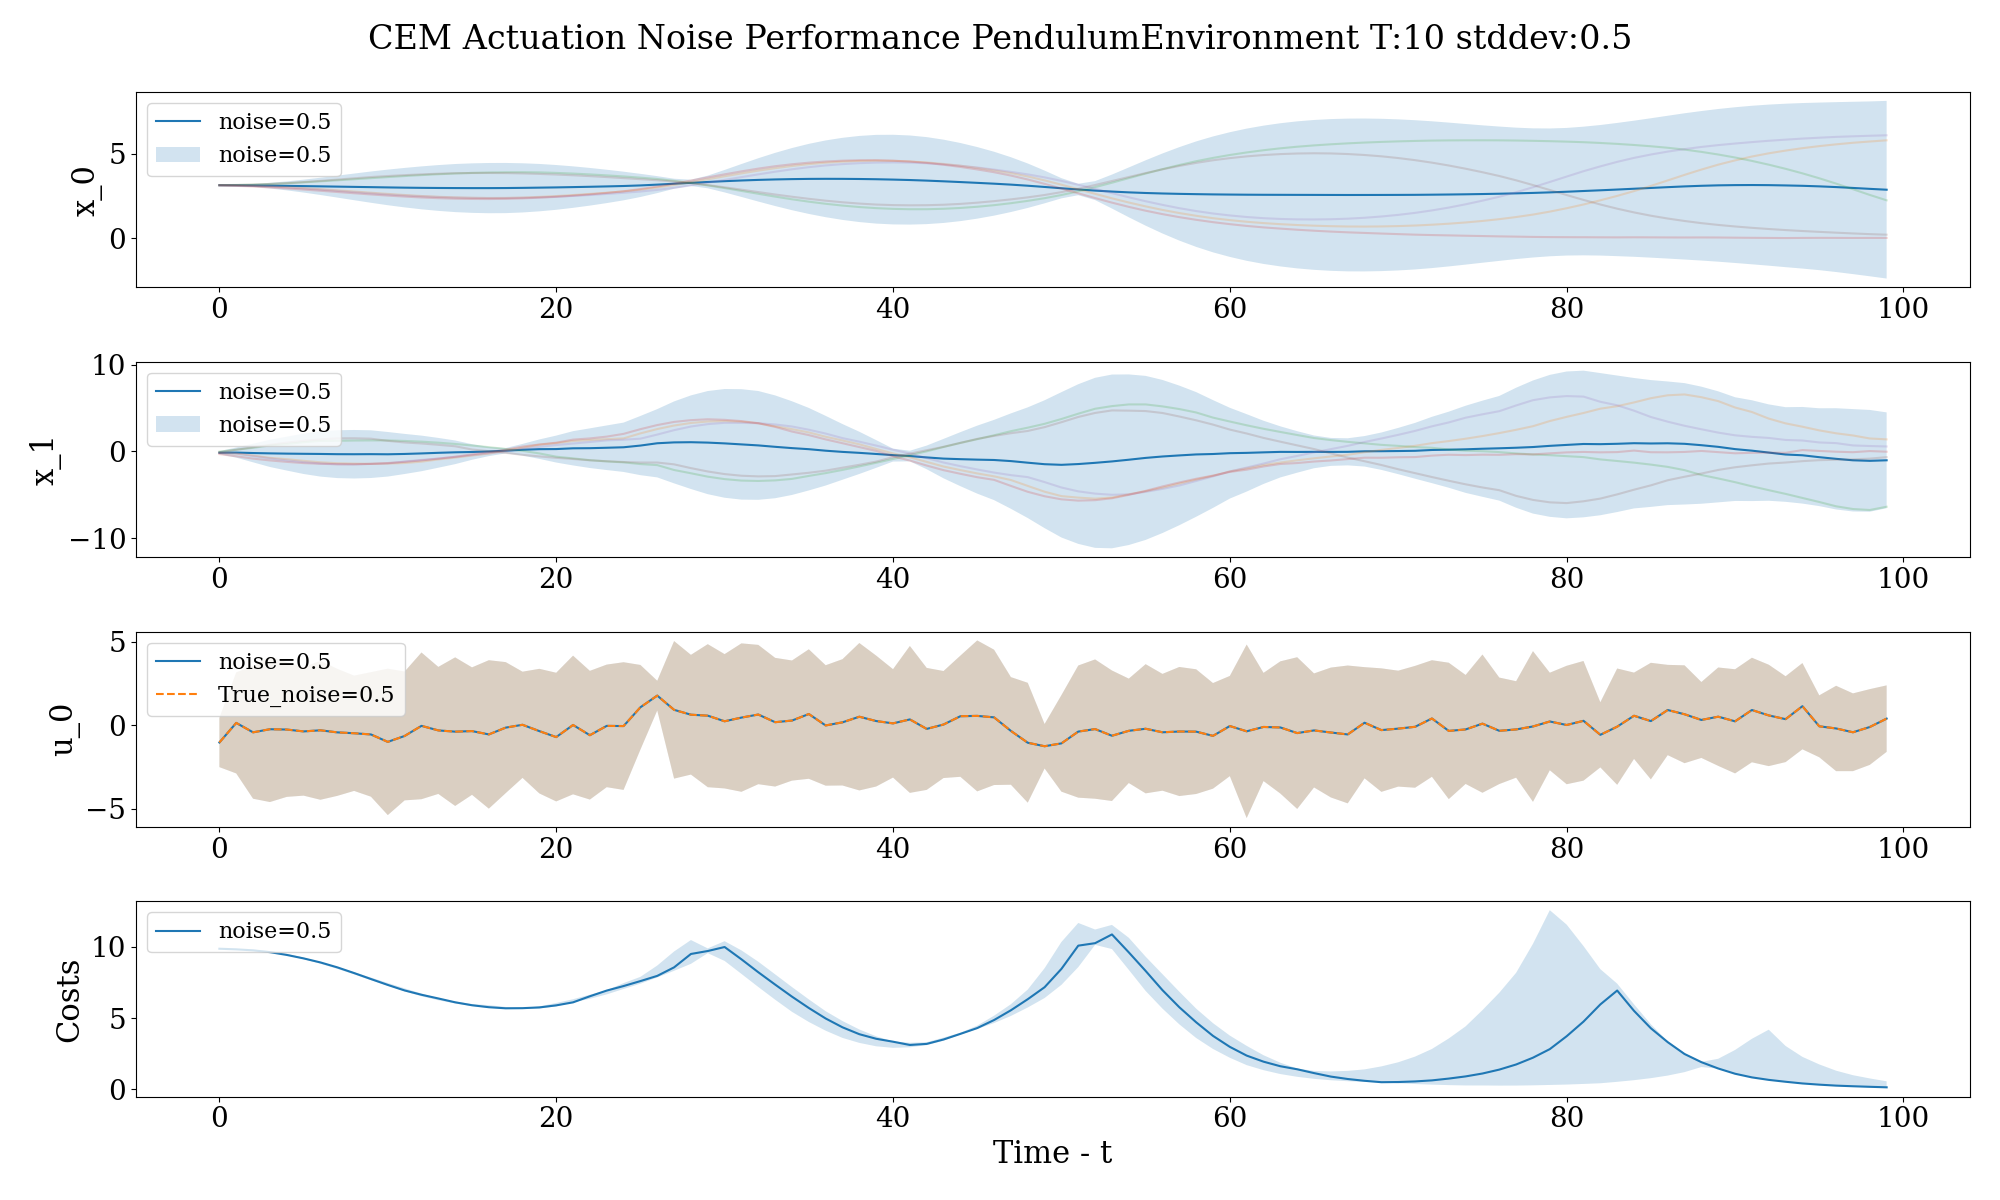 CEM Actuation Noise Performance PendulumEnvironment T:10 stddev:0.5
noise=0.5
noise=0.5
x_0
5
0
0 20 40 60 80 100
noise=0.5
noise=0.5
x_1
10
0
−10
0 20 40 60 80 100
noise=0.5
True_noise=0.5
u_0
5
0
−5
0 20 40 60 80 100
noise=0.5
Costs
10
5
0
0 20 40 60 80 100
Time - t